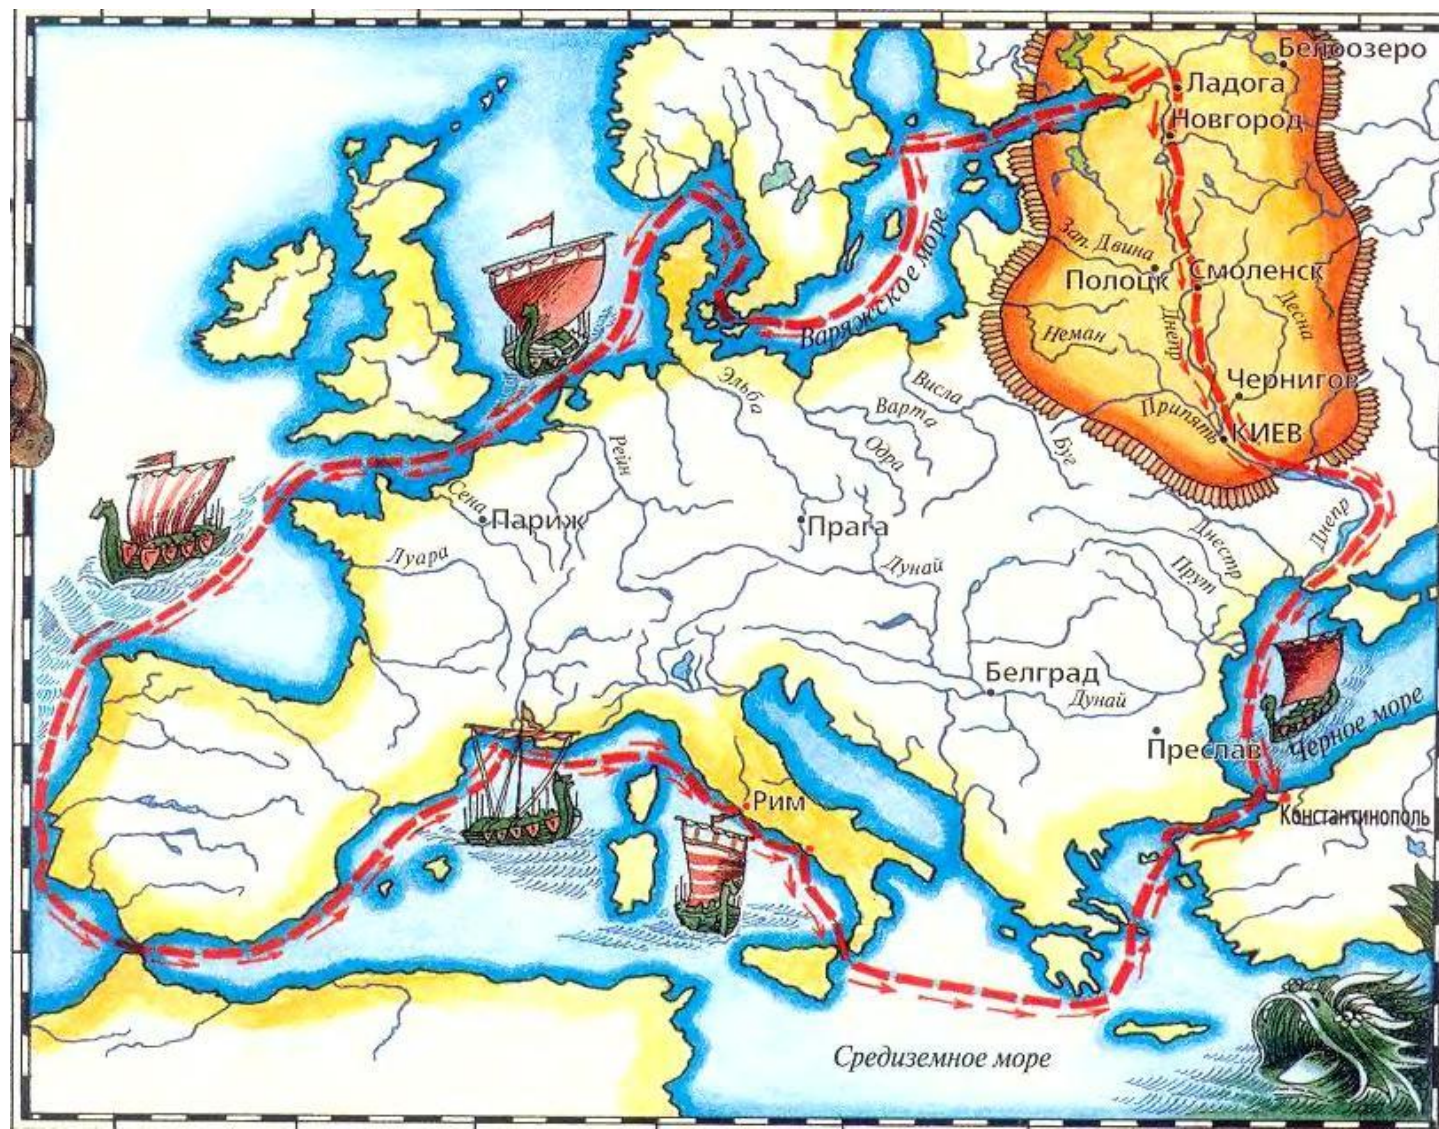 Белоозеро
Ладога
Новгород
Зап. Двина
Полоцк
Смоленск
Варяжское море
Днепр
Десна
Неман
Чернигов
Припять
КИЕВ
Эльба
Висла
Варта
Одра
Буг
Рейн
Сена
Париж
Прага
Луара
Дунай
Днестр
Прут
Днепр
Белград
Дунай
Преслав
Черное море
Рим
Константинополь
Средиземное море